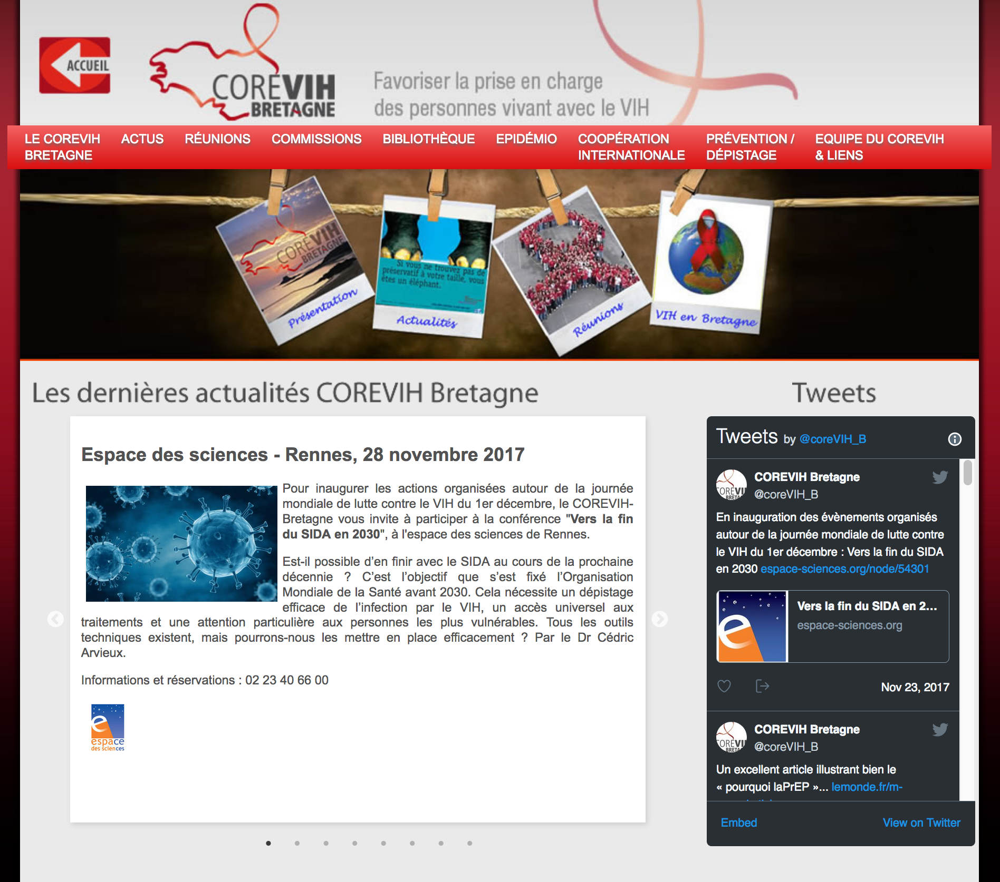 ACCUEIL
COREVIH
BRETAGNE
Favoriser la prise en charge
des personnes vivant avec le VIH
LE COREVIH
BRETAGNE
ACTUS
RÉUNIONS
COMMISSIONS
BIBLIOTHÈQUE
EPIDÉMIO
COOPÉRATION
INTERNATIONALE
PRÉVENTION /
DÉPISTAGE
EQUIPE DU COREVIH
& LIENS
COREVIH
BRETAGNE
Présentation
Si vous ne trouvez pas de
préservatif à votre taille, vous
êtes un éléphant.
Actualités
Réunions
VIH en Bretagne
Les dernières actualités COREVIH Bretagne
Espace des sciences - Rennes, 28 novembre 2017
Pour inaugurer les actions organisées autour de la journée
mondiale de lutte contre le VIH du 1er décembre, le COREVIH-
Bretagne vous invite à participer à la conférence "Vers la fin
du SIDA en 2030", à l'espace des sciences de Rennes.
Est-il possible d’en finir avec le SIDA au cours de la prochaine
décennie ? C’est l’objectif que s’est fixé l’Organisation
Mondiale de la Santé avant 2030. Cela nécessite un dépistage
efficace de l’infection par le VIH, un accès universel aux
traitements et une attention particulière aux personnes les plus vulnérables. Tous les outils
techniques existent, mais pourrons-nous les mettre en place efficacement ? Par le Dr Cédric
Arvieux.
Informations et réservations : 02 23 40 66 00
e
espace
des sciences
Tweets
Tweets by @coreVIH_B
COREVIH Bretagne
@coreVIH_B
En inauguration des évènements organisés
autour de la journée mondiale de lutte contre
le VIH du 1er décembre : Vers la fin du SIDA
en 2030 espace-sciences.org/node/54301
Vers la fin du SIDA en 2...
espace-sciences.org
Nov 23, 2017
COREVIH Bretagne
@coreVIH_B
Un excellent article illustrant bien le
« pourquoi laPrEP »... lemonde.fr/m-
Embed
View on Twitter